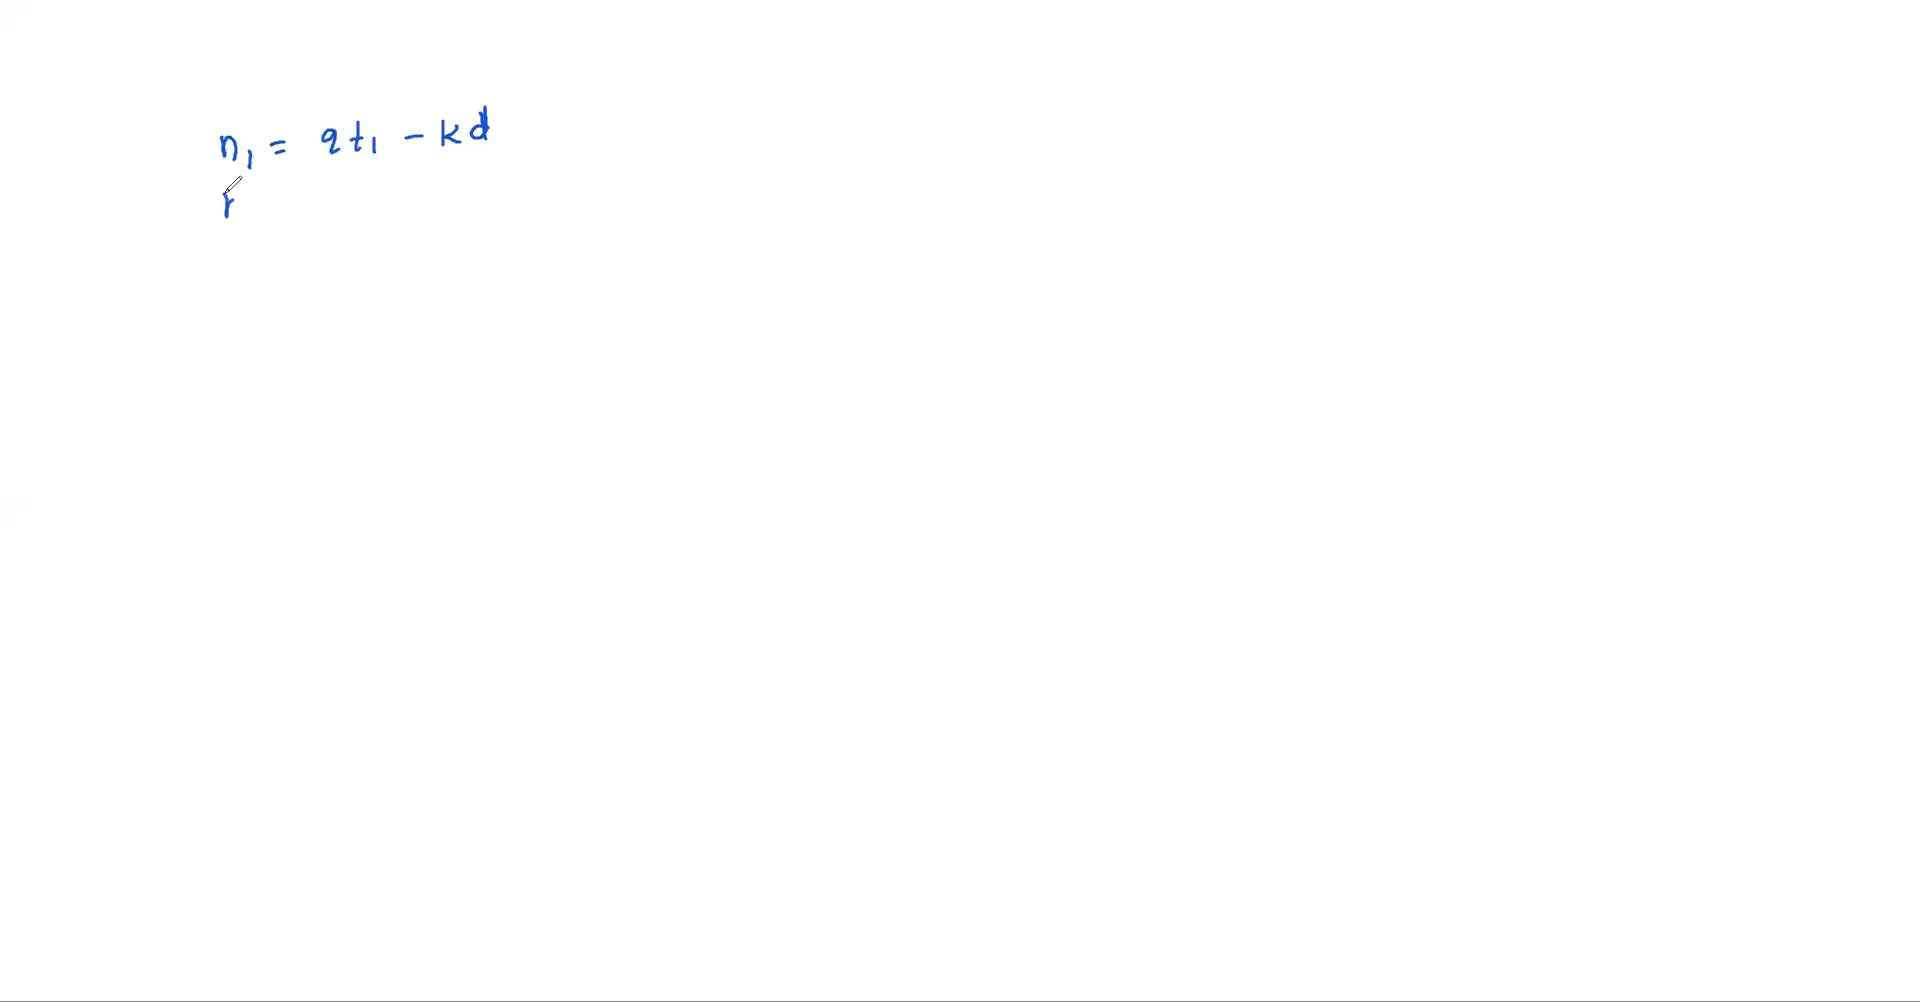 n₁ = qt₁ - kd
r